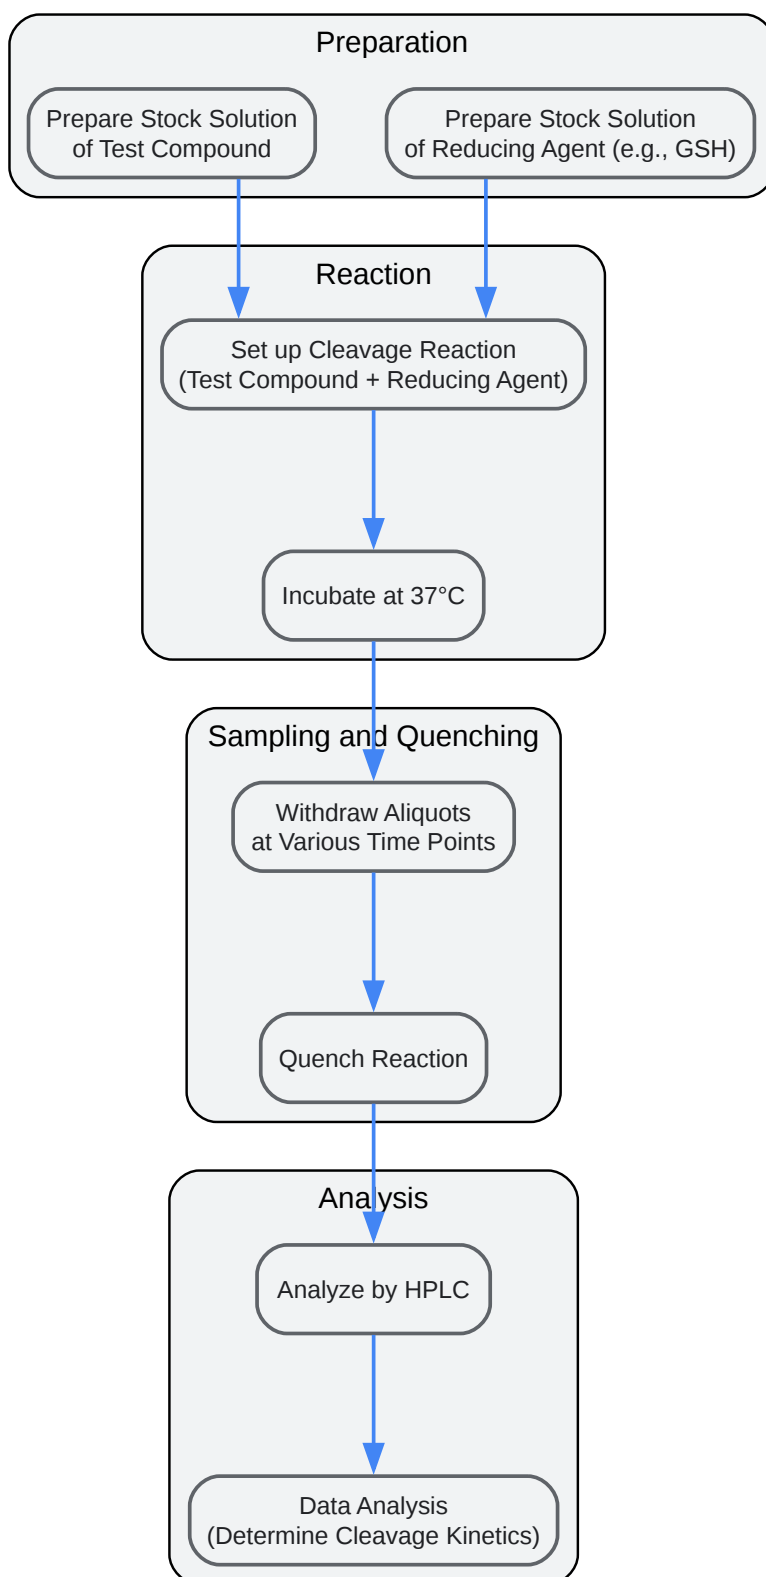 Preparation
Prepare Stock Solution
of Test Compound
Prepare Stock Solution
of Reducing Agent (e.g., GSH)
Reaction
Set up Cleavage Reaction
(Test Compound + Reducing Agent)
Incubate at 37°C
Sampling and Quenching
Withdraw Aliquots
at Various Time Points
Quench Reaction
Analysis
Analyze by HPLC
Data Analysis
(Determine Cleavage Kinetics)